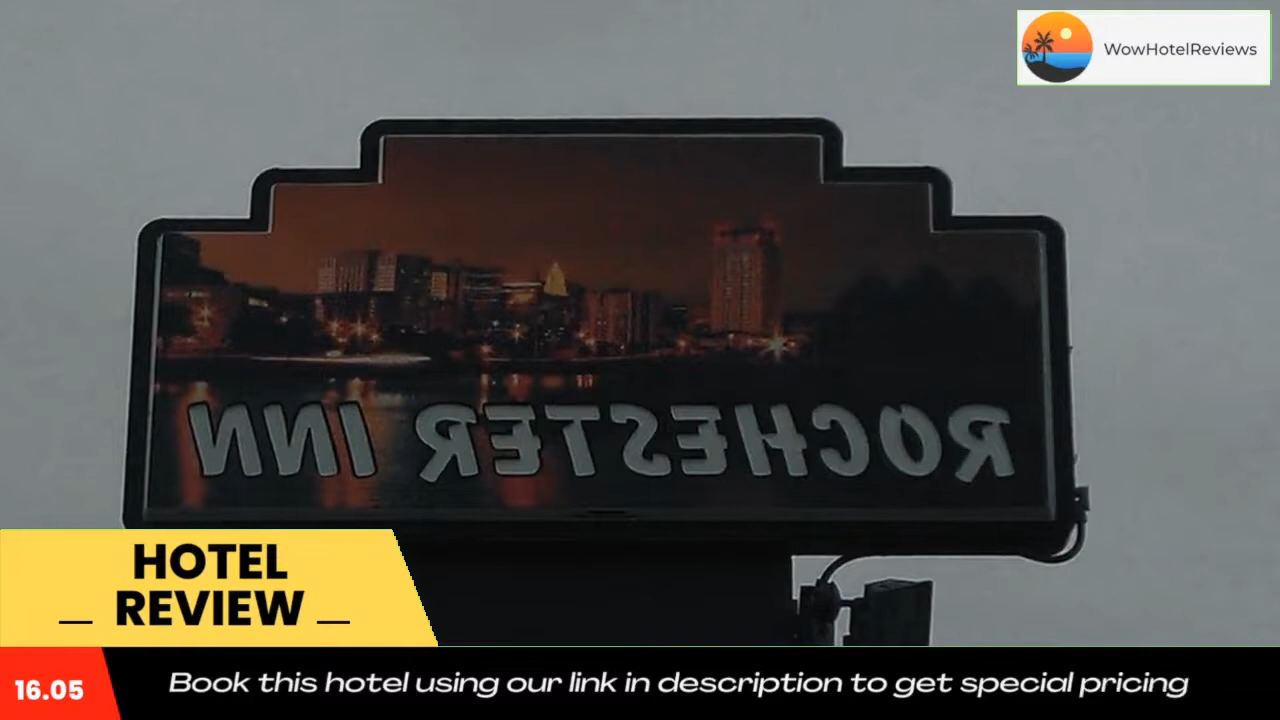 WowHotelReviews
ROCHESTER INN
HOTEL
REVIEW
16.05
Book this hotel using our link in description to get special pricing